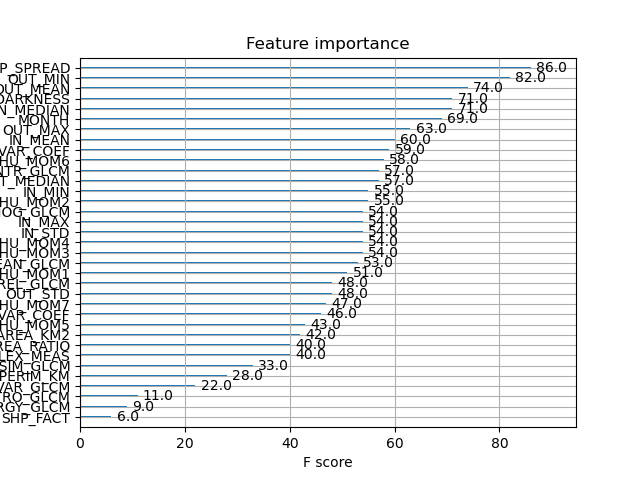 Feature importance
P_SPREAD 86.0
OUT_MIN 82.0
OUT_MEAN 74.0
DARKNESS 71.0
N_MEDIAN 71.0
MONTH 69.0
OUT_MAX 63.0
IN_MEAN 60.0
VAR_COEFF 59.0
HU_MOM6 58.0
NTR_GLCM 57.0
T_MEDIAN 57.0
IN_MIN 55.0
HU_MOM2 55.0
OG_GLCM 54.0
IN_MAX 54.0
IN_STD 54.0
HU_MOM4 54.0
HU_MOM3 54.0
EAN_GLCM 53.0
HU_MOM1 51.0
REL_GLCM 48.0
OUT_STD 48.0
HU_MOM7 47.0
VAR_COEFF 46.0
HU_MOM5 43.0
AREA_KM2 42.0
REA_RATIO 40.0
LEX_MEAS 40.0
SIM_GLCM 33.0
PERIM_KM 28.0
VAR_GLCM 22.0
RO_GLCM 11.0
RGY_GLCM 9.0
SHP_FACT 6.0
0 20 40 60 80
F score